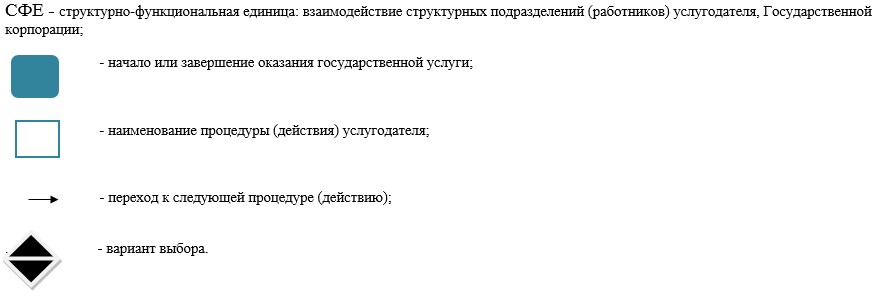 СФЕ - структурно-функциональная единица: взаимодействие структурных подразделений (работников) услугодателя, Государственной
корпорации;
- начало или завершение оказания государственной услуги;
- наименование процедуры (действия) услугодателя;
- переход к следующей процедуре (действию);
- вариант выбора.